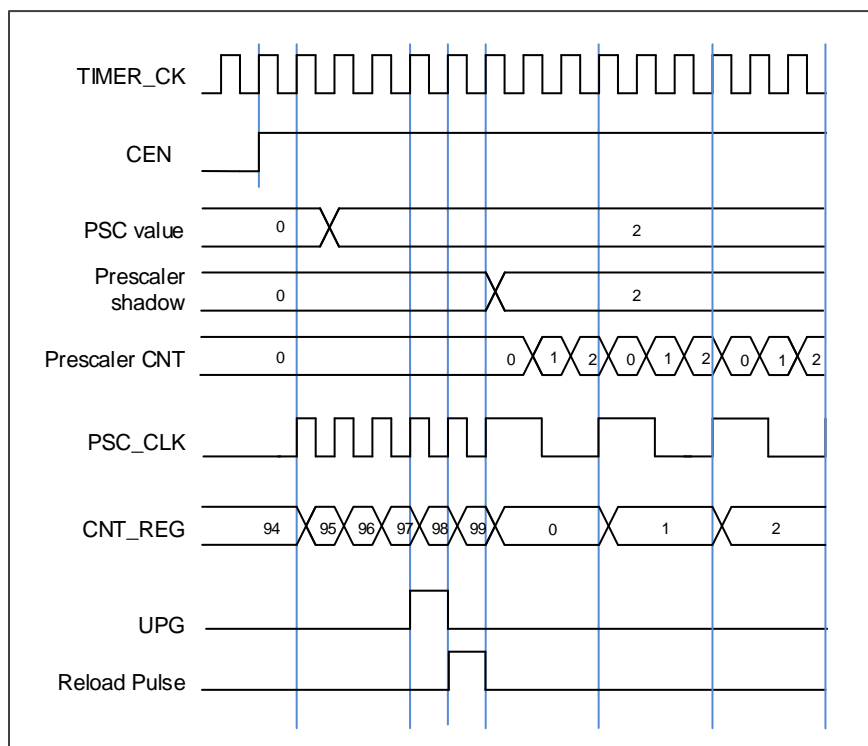 TIMER_CK
CEN
PSC value 0 2
Prescaler
shadow 0 2
Prescaler CNT 0 0 1 2 0 1 2 0 1 2
PSC_CLK
CNT_REG 94 95 96 97 98 99 0 1 2
UPG
Reload Pulse